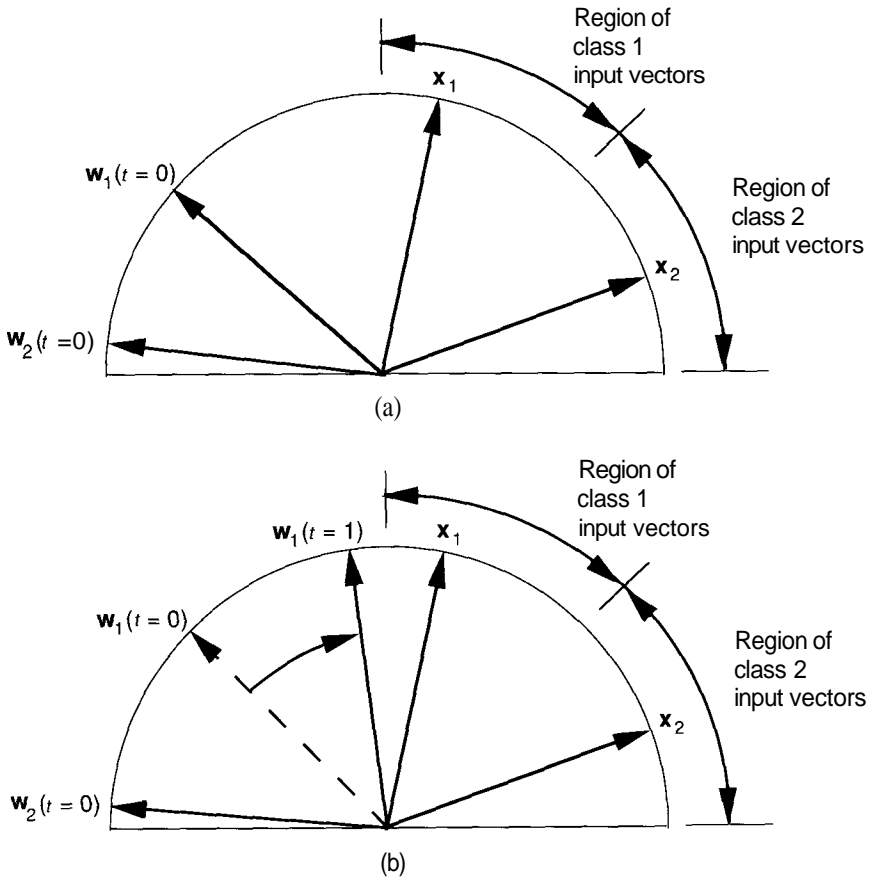 Region of
class 1
input vectors
x1
w1(t = 0)
Region of
class 2
input vectors
x2
w2(t =0)
(a)
Region of
class 1
input vectors
w1(t = 1)
x1
w1(t = 0)
Region of
class 2
input vectors
x2
w2(t = 0)
(b)